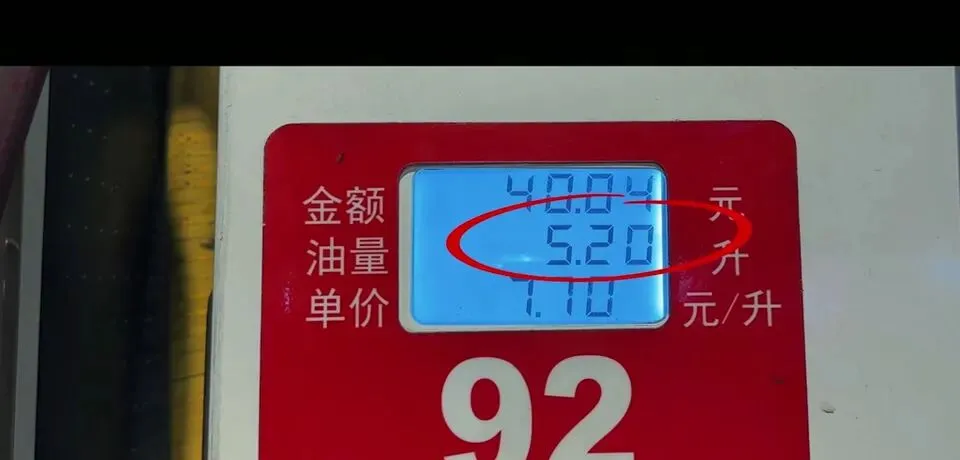 金额 40.04 元
油量 5.20 升
单价 7.70 元/升
92